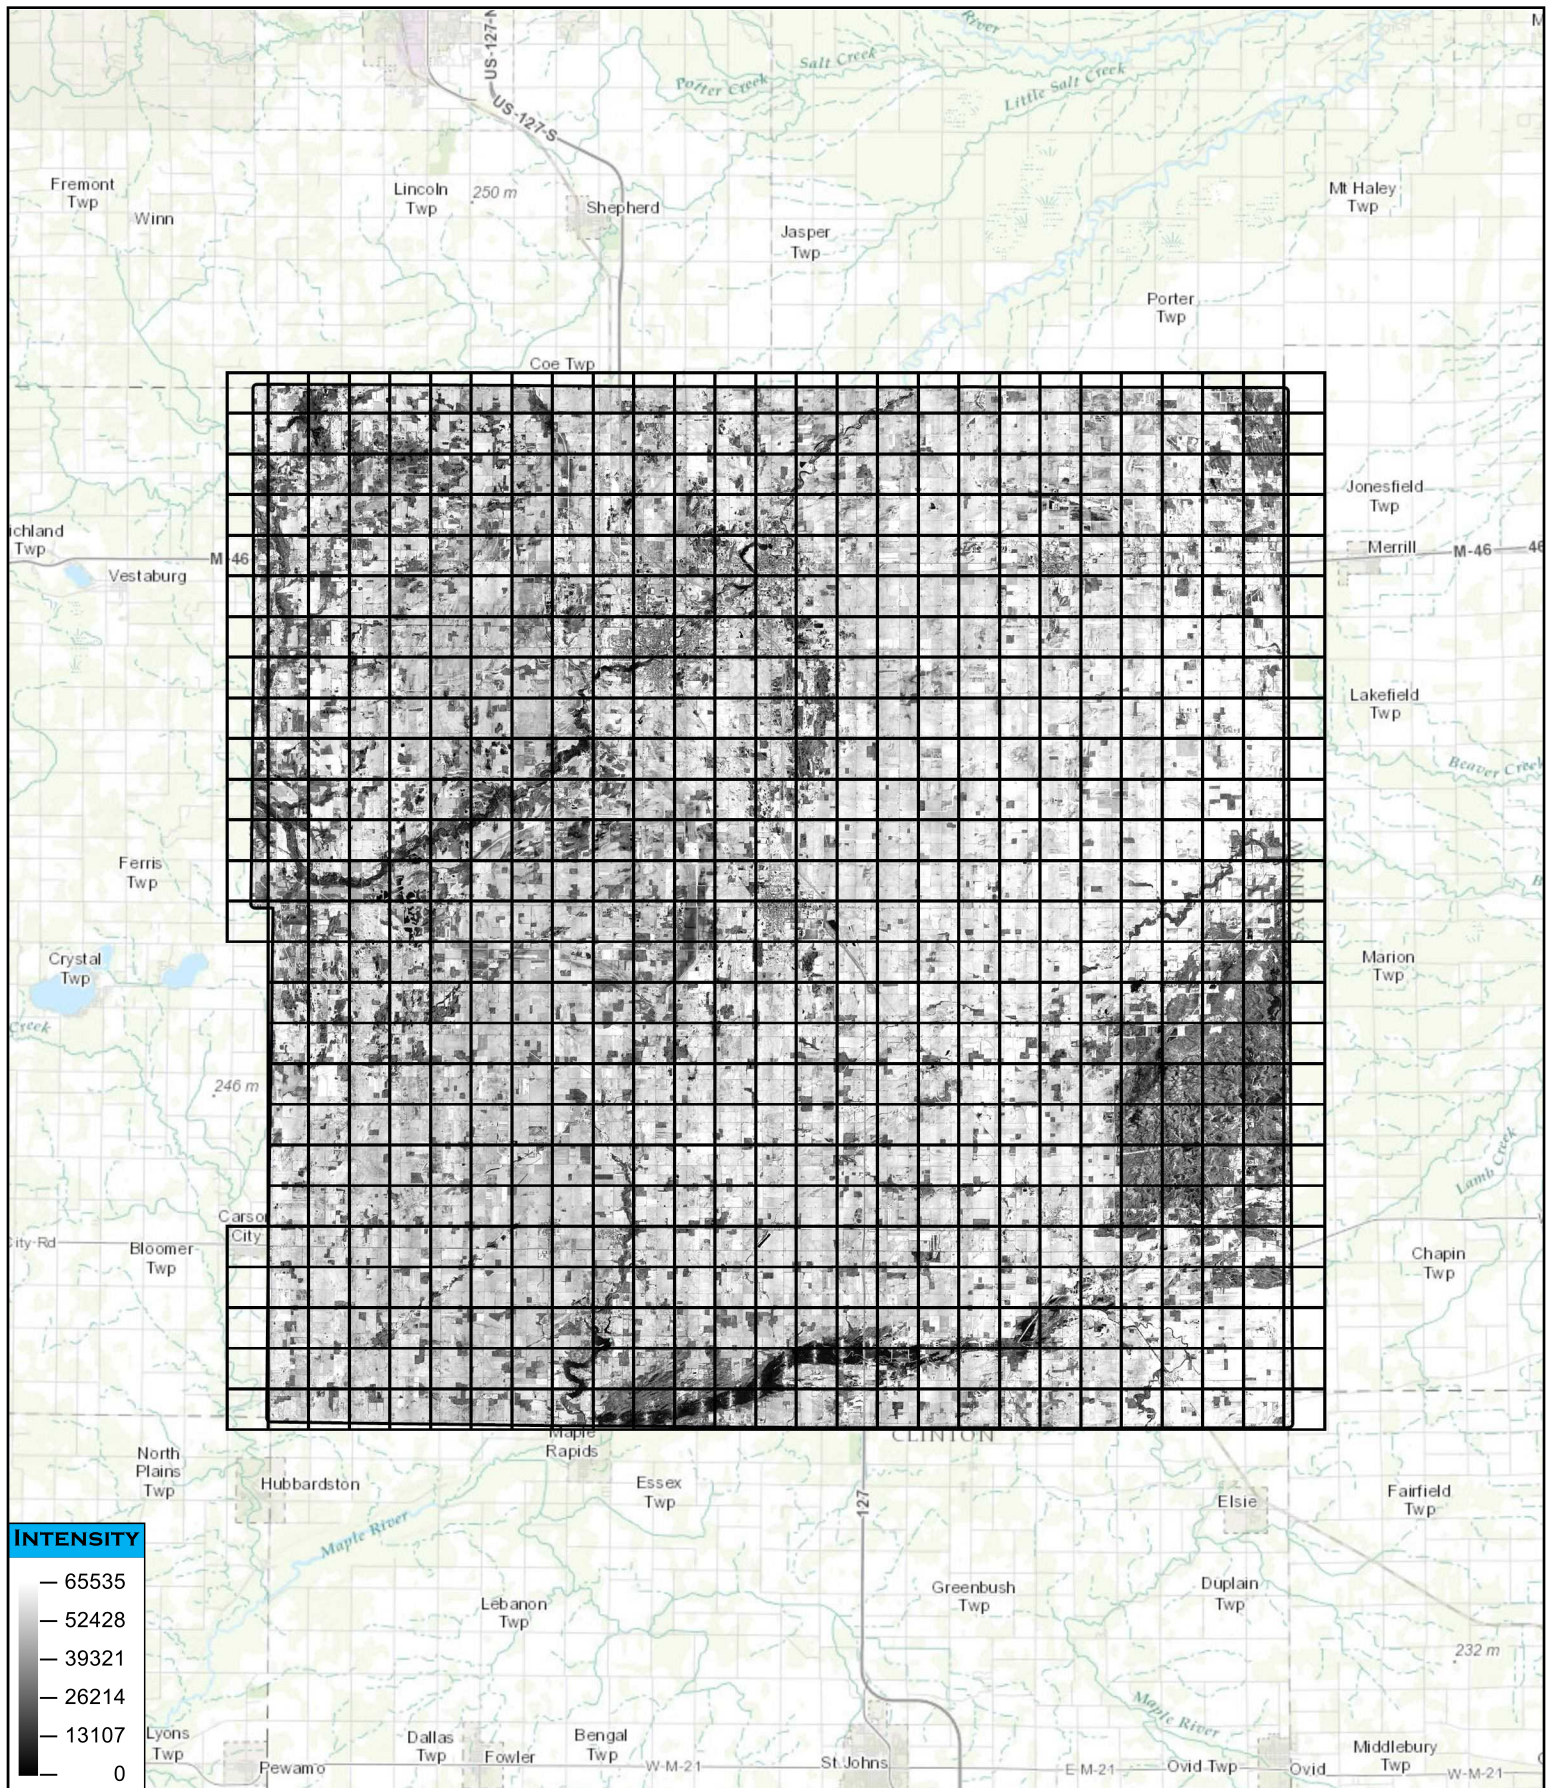 River
US-127-N
Salt Creek
Potter Creek
Little Salt Creek
US-127-S
Fremont
Twp
Winn
Lincoln
Twp
250 m
Shepherd
Jasper
Twp
Mt Haley
Twp
Porter
Twp
Coe Twp
Jonesfield
Twp
ichland
Twp
M-46
Vestaburg
Merrill
M-46
46
Lakefield
Twp
Beaver Creek
Ferris
Twp
SAGINAW
Crystal
Twp
Creek
Marion
Twp
246 m
Lamb Creek
Carson
City
City-Rd
Bloomer
Twp
Chapin
Twp
Maple
Rapids
CLINTON
North
Plains
Twp
Hubbardston
Essex
Twp
127
Elsie
Fairfield
Twp
Maple River
INTENSITY
65535
52428
39321
26214
13107
0
Lebanon
Twp
Greenbush
Twp
Duplain
Twp
232 m
Maple River
Lyons
Twp
Pewamo
Dallas
Twp
Fowler
Bengal
Twp
W-M-21
St. Johns
E M-21
Ovid Twp
Ovid
Middlebury
Twp
W-M-21